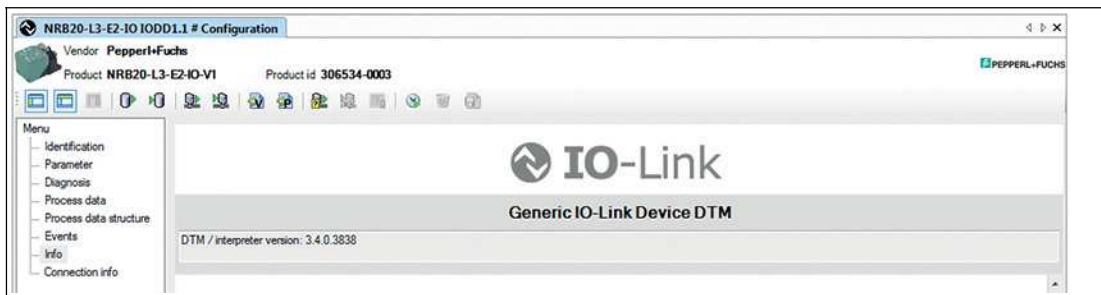 NRB20-L3-E2-IO IODD1.1 # Configuration
Vendor Pepperl+Fuchs
Product NRB20-L3-E2-IO-V1 Product id 306534-0003
PEPPERL+FUCHS
Menu
Identification
Parameter
Diagnosis
Process data
Process data structure
Events
Info
Connection info
IO-Link
Generic IO-Link Device DTM
DTM / interpreter version: 3.4.0.3838